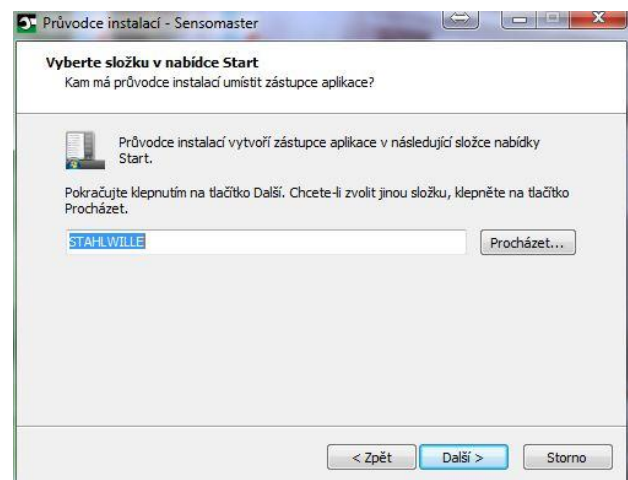 Průvodce instalací - Sensomaster
Vyberte složku v nabídce Start
Kam má průvodce instalací umístit zástupce aplikace?
Průvodce instalací vytvoří zástupce aplikace v následující složce nabídky
Start.
Pokračujte klepnutím na tlačítko Další. Chcete-li zvolit jinou složku, klepněte na tlačítko
Procházet.
STAHLWILLE
Procházet...
< Zpět
Další >
Storno